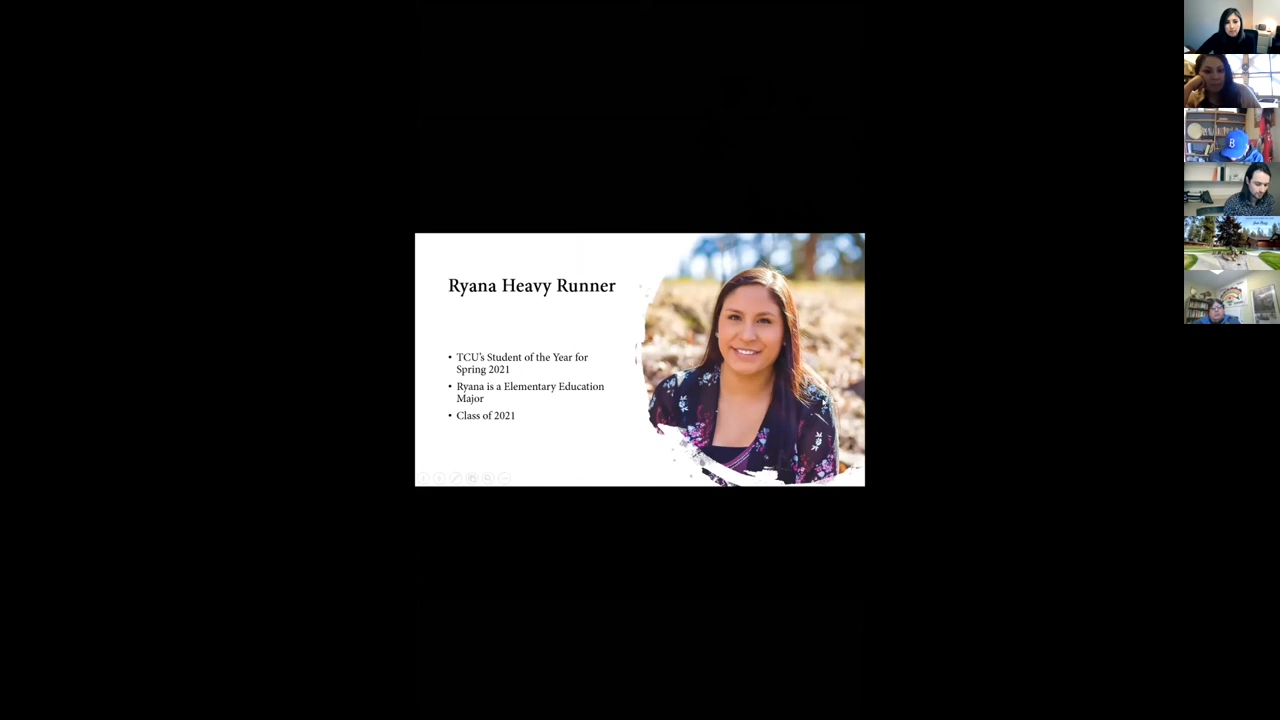 Ryana Heavy Runner
• TCU's Student of the Year for
Spring 2021
• Ryana is a Elementary Education
Major
• Class of 2021
B